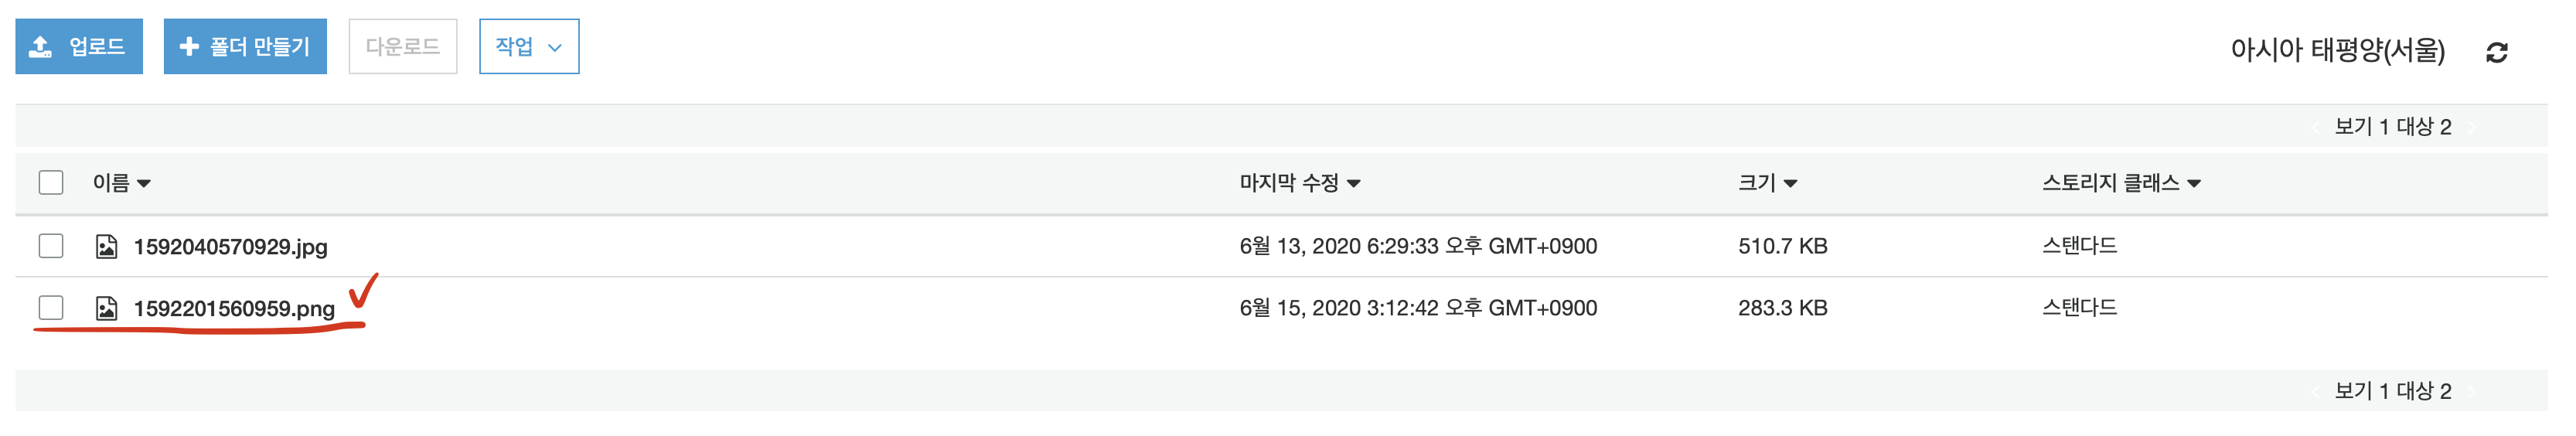 업로드 폴더 만들기 다운로드 작업 아시아 태평양(서울)
보기 1 대상 2
이름 마지막 수정 크기 스토리지 클래스
1592040570929.jpg 6월 13, 2020 6:29:33 오후 GMT+0900 510.7 KB 스탠다드
1592201560959.png 6월 15, 2020 3:12:42 오후 GMT+0900 283.3 KB 스탠다드
보기 1 대상 2